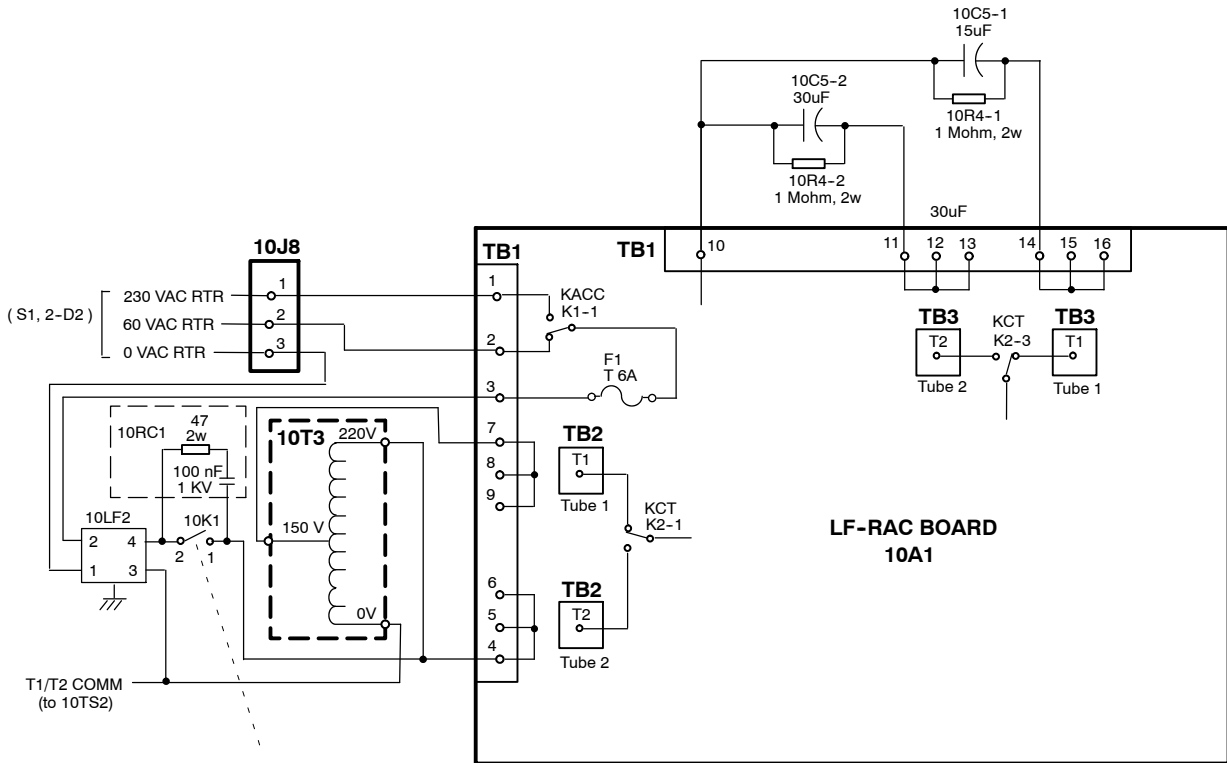 10C5-1
15uF
10C5-2
30uF
10R4-1
1 Mohm, 2w
10R4-2
1 Mohm, 2w
30uF
10J8
TB1
TB1
10
11
12
13
14
15
16
( S1, 2-D2 )
230 VAC RTR
1
60 VAC RTR
2
0 VAC RTR
3
1
2
3
7
8
9
6
5
4
KACC
K1-1
F1
T 6A
TB3
T2
Tube 2
KCT
K2-3
TB3
T1
Tube 1
10RC1
47
2w
100 nF
1 KV
10T3
220V
150 V
0V
TB2
T1
Tube 1
KCT
K2-1
TB2
T2
Tube 2
10LF2
2
4
1
3
10K1
2
1
LF-RAC BOARD
10A1
T1/T2 COMM
(to 10TS2)